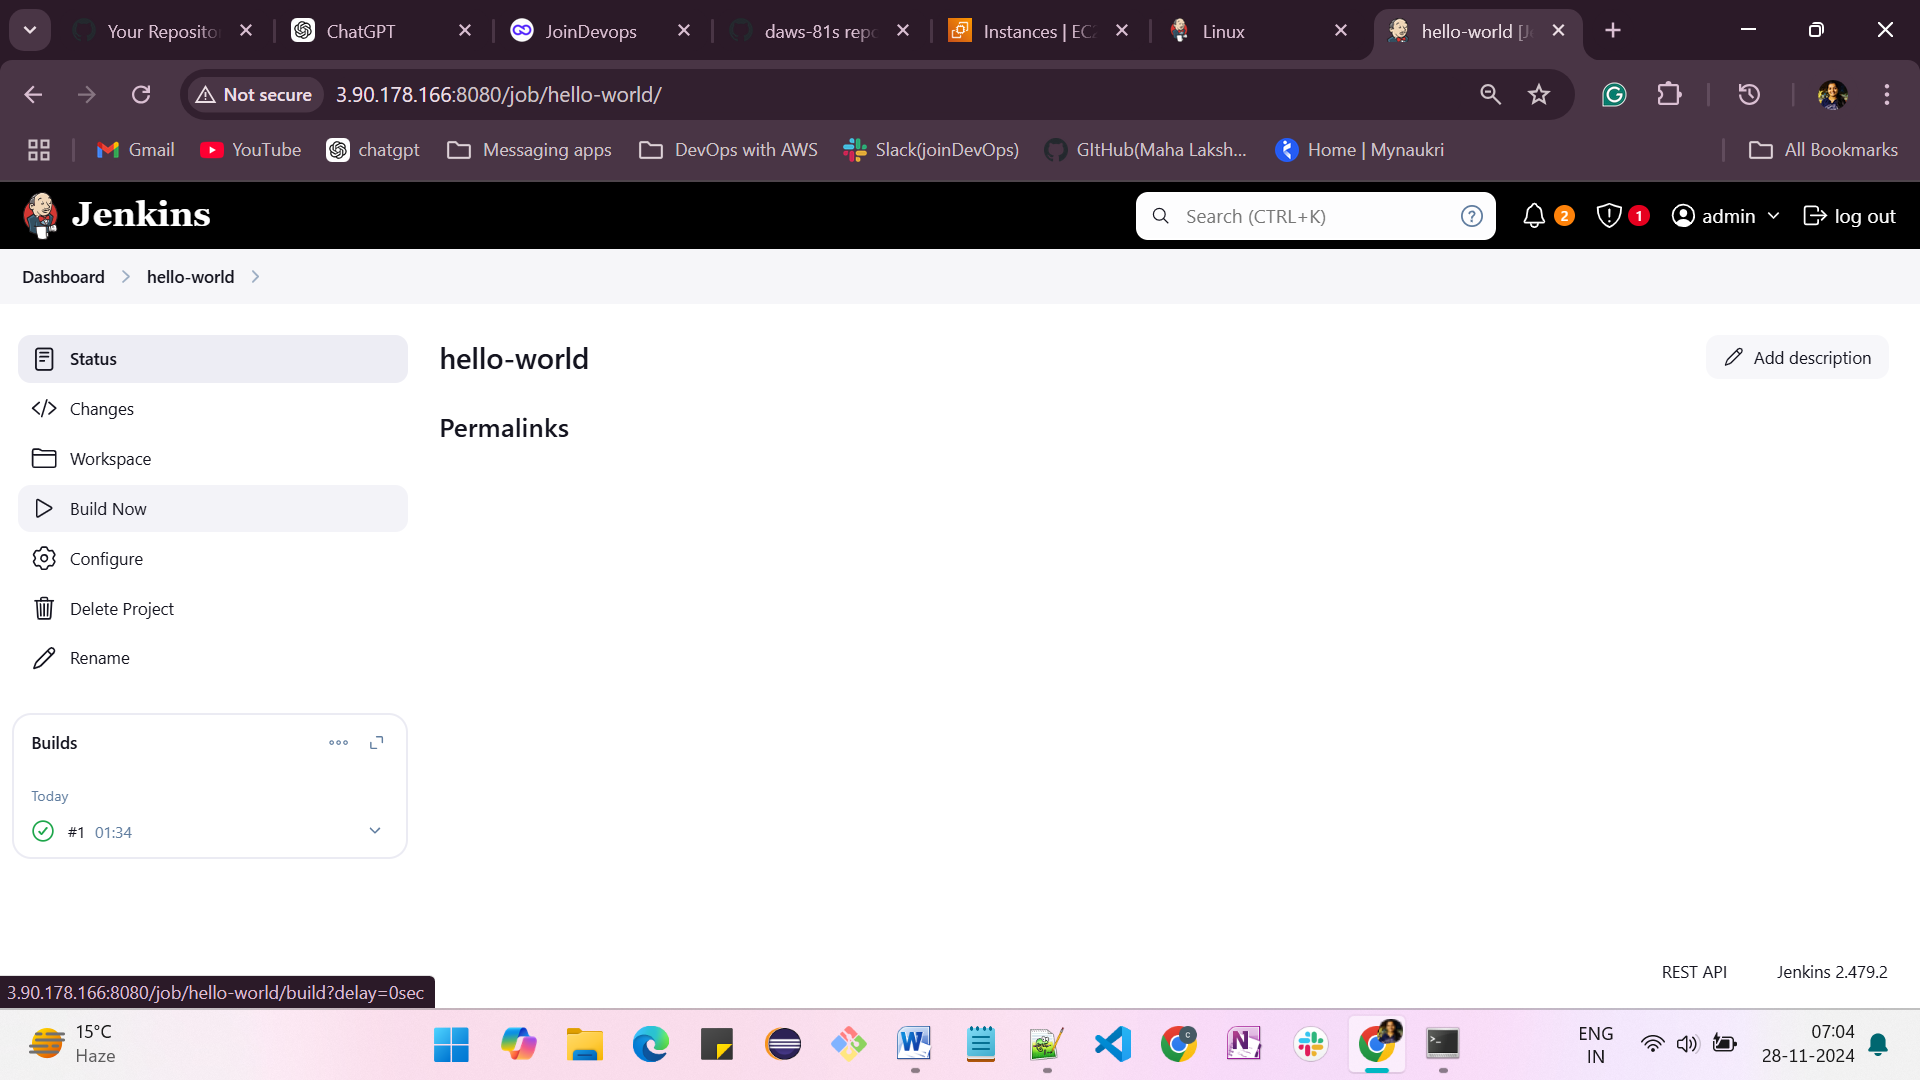 Your Repositor
ChatGPT
JoinDevops
daws-81s repo
Instances | EC2
Linux
hello-world [Je
Not secure
3.90.178.166:8080/job/hello-world/
Gmail
YouTube
chatgpt
Messaging apps
DevOps with AWS
Slack(joinDevOps)
GItHub(Maha Laksh...
Home | Mynaukri
All Bookmarks
Jenkins
Search (CTRL+K)
?
2
1
admin
log out
Dashboard
hello-world
Status
Changes
Workspace
Build Now
Configure
Delete Project
Rename
hello-world
Add description
Permalinks
Builds
Today
#1 01:34
REST API
Jenkins 2.479.2
3.90.178.166:8080/job/hello-world/build?delay=0sec
15°C
Haze
ENG
IN
07:04
28-11-2024